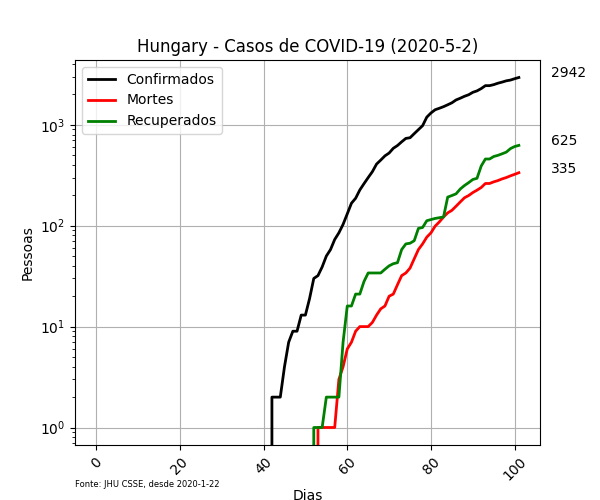 Hungary - Casos de COVID-19 (2020-5-2)
Confirmados
Mortes
Recuperados
2942
625
335
10³
10²
10¹
10⁰
Pessoas
0 20 40 60 80 100
Fonte: JHU CSSE, desde 2020-1-22
Dias